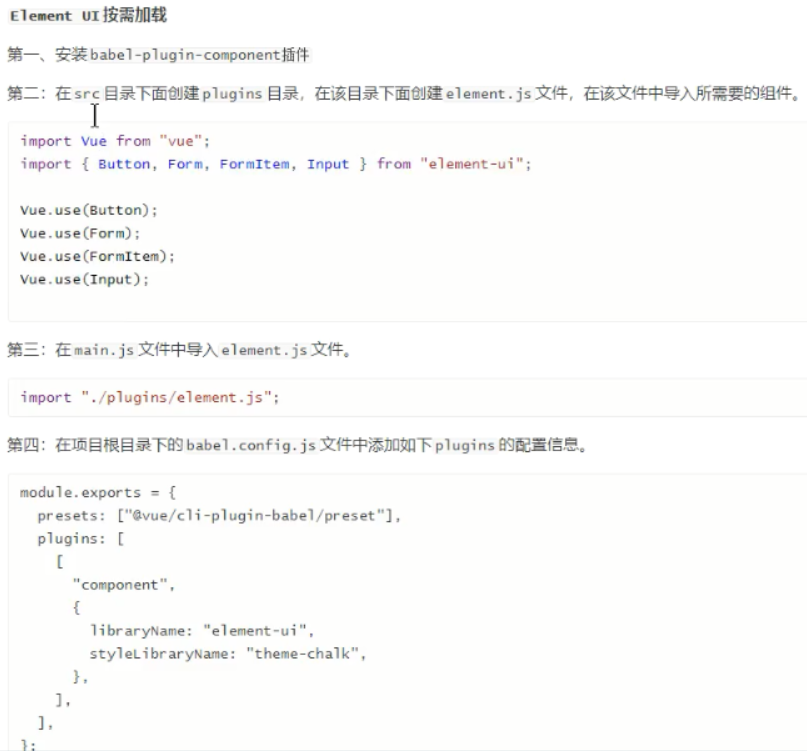 Element UI按需加载
第一、安装babel-plugin-component插件
第二：在src目录下面创建plugins目录，在该目录下面创建element.js文件，在该文件中导入所需要的组件。
import Vue from "vue";
import { Button, Form, FormItem, Input } from "element-ui";
Vue.use(Button);
Vue.use(Form);
Vue.use(FormItem);
Vue.use(Input);
第三：在main.js文件中导入element.js文件。
import "./plugins/element.js";
第四：在项目根目录下的babel.config.js文件中添加如下plugins的配置信息。
module.exports = {
  presets: ["@vue/cli-plugin-babel/preset"],
  plugins: [
    [
      "component",
      {
        libraryName: "element-ui",
        styleLibraryName: "theme-chalk",
      },
    ],
  ],
};